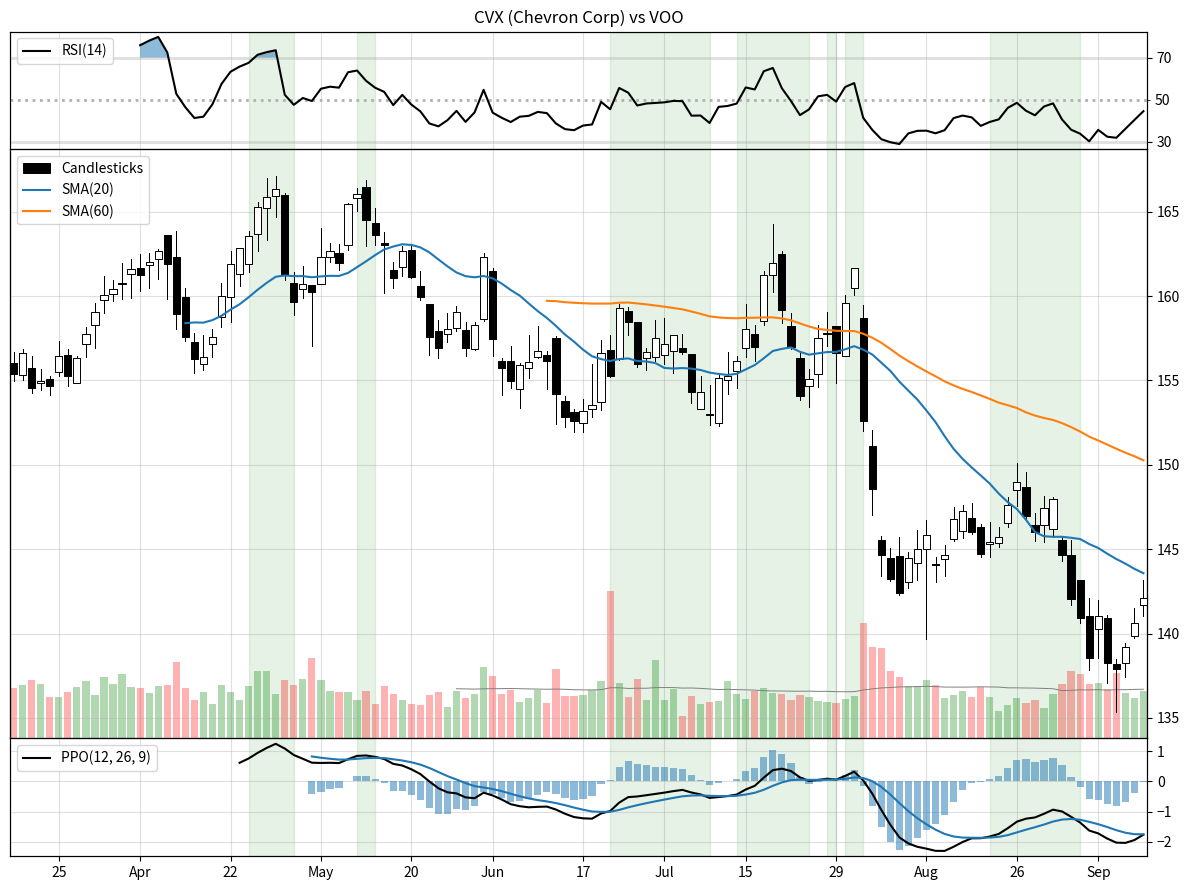 CVX (Chevron Corp) vs VOO
RSI(14)
70
50
30
Candlesticks
SMA(20)
SMA(60)
165
160
155
150
145
140
135
PPO(12, 26, 9)
1
0
−1
−2
25 Apr 22 May 20 Jun 17 Jul 15 29 Aug 26 Sep